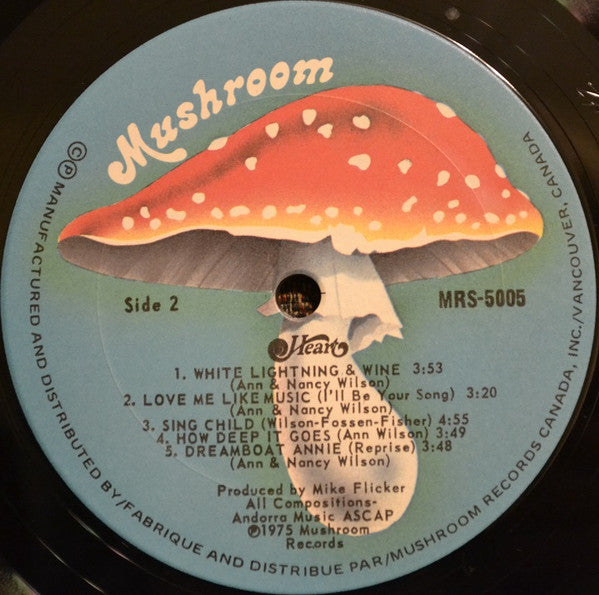 Mushroom
Side 2
MRS-5005
Heart
1. WHITE LIGHTNING & WINE 3:53
(Ann & Nancy Wilson)
2. LOVE ME LIKE MUSIC (I'll Be Your Song) 3:20
(Ann & Nancy Wilson)
3. SING CHILD (Wilson-Fossen-Fisher) 4:55
4. HOW DEEP IT GOES (Ann Wilson) 3:49
5. DREAMBOAT ANNIE (Reprise) 3:48
(Ann & Nancy Wilson)
Produced by Mike Flicker
All Compositions-
Andorra Music ASCAP
℗1975 Mushroom
Records
©℗ MANUFACTURED AND DISTRIBUTED BY/FABRIQUE AND DISTRIBUE PAR/MUSHROOM RECORDS CANADA, INC./VANCOUVER, CANADA